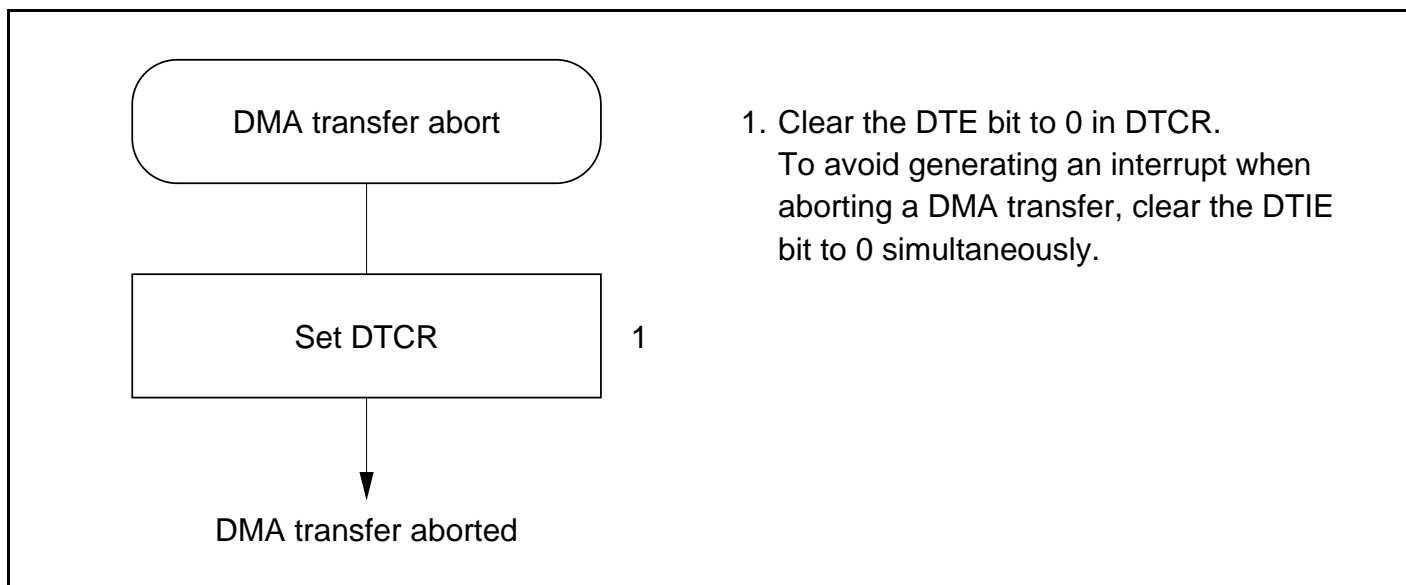 DMA transfer abort
1. Clear the DTE bit to 0 in DTCR.
To avoid generating an interrupt when
aborting a DMA transfer, clear the DTIE
bit to 0 simultaneously.
Set DTCR
1
DMA transfer aborted